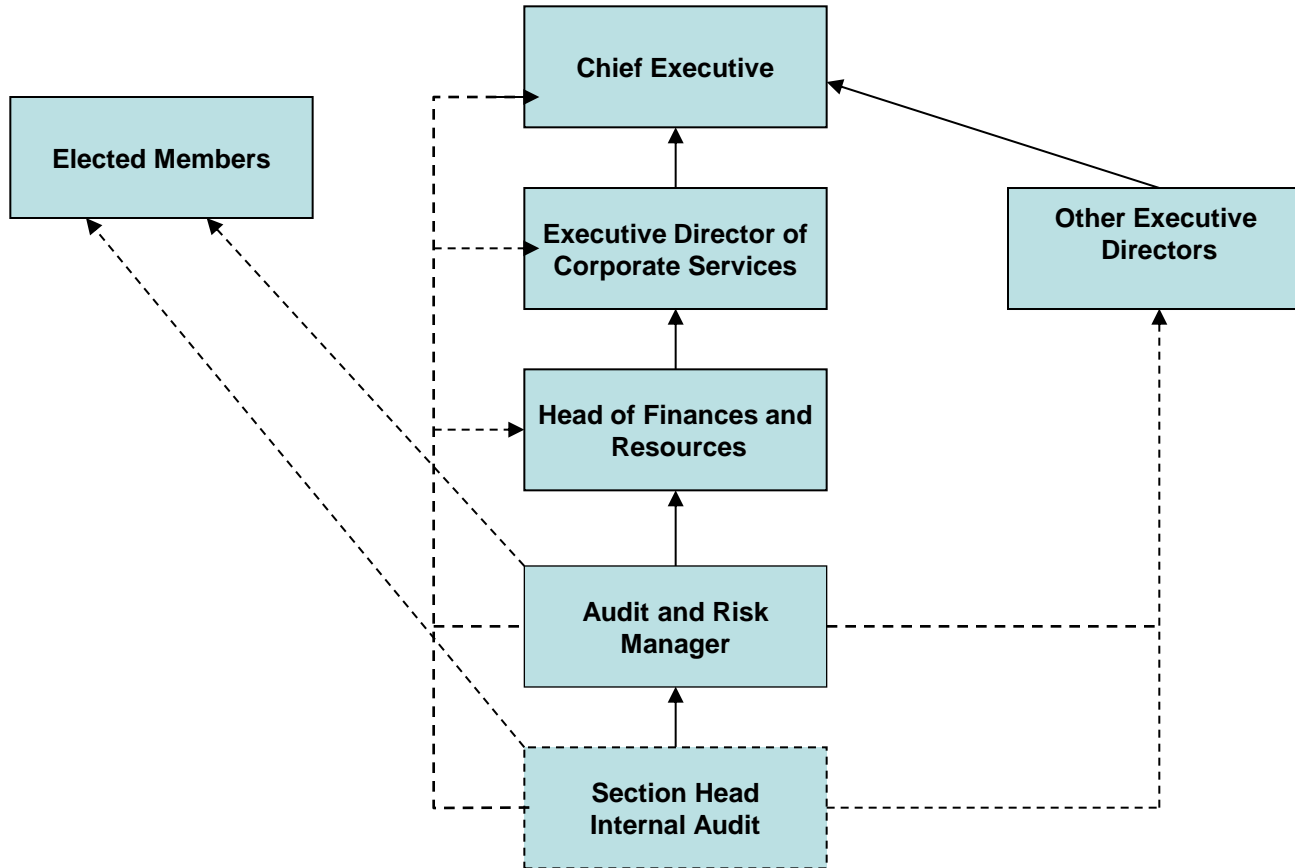 Chief Executive
Elected Members
Executive Director of
Corporate Services
Other Executive
Directors
Head of Finances and
Resources
Audit and Risk
Manager
Section Head
Internal Audit